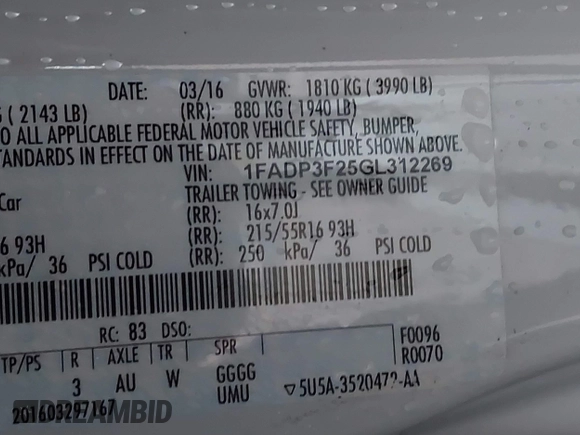 DATE: 03/16 GVWR: 1810 KG ( 3990 LB)
( 2143 LB) (RR): 880 KG ( 1940 LB)
TO ALL APPLICABLE FEDERAL MOTOR VEHICLE SAFETY, BUMPER,
STANDARDS IN EFFECT ON THE DATE OF MANUFACTURE SHOWN ABOVE.
VIN: 1FADP3F25GL312269
Car TRAILER TOWING - SEE OWNER GUIDE
(RR): 16x7.0J
6 93H (RR): 215/55R16 93H
kPa/ 36 PSI COLD (RR): 250 kPa/ 36 PSI COLD
RC: 83 DSO:
TP/PS R AXLE TR SPR F0096
3 AU W GGGG R0070
UMU 5U5A-3520472-AA
201603297167
DREAMBID